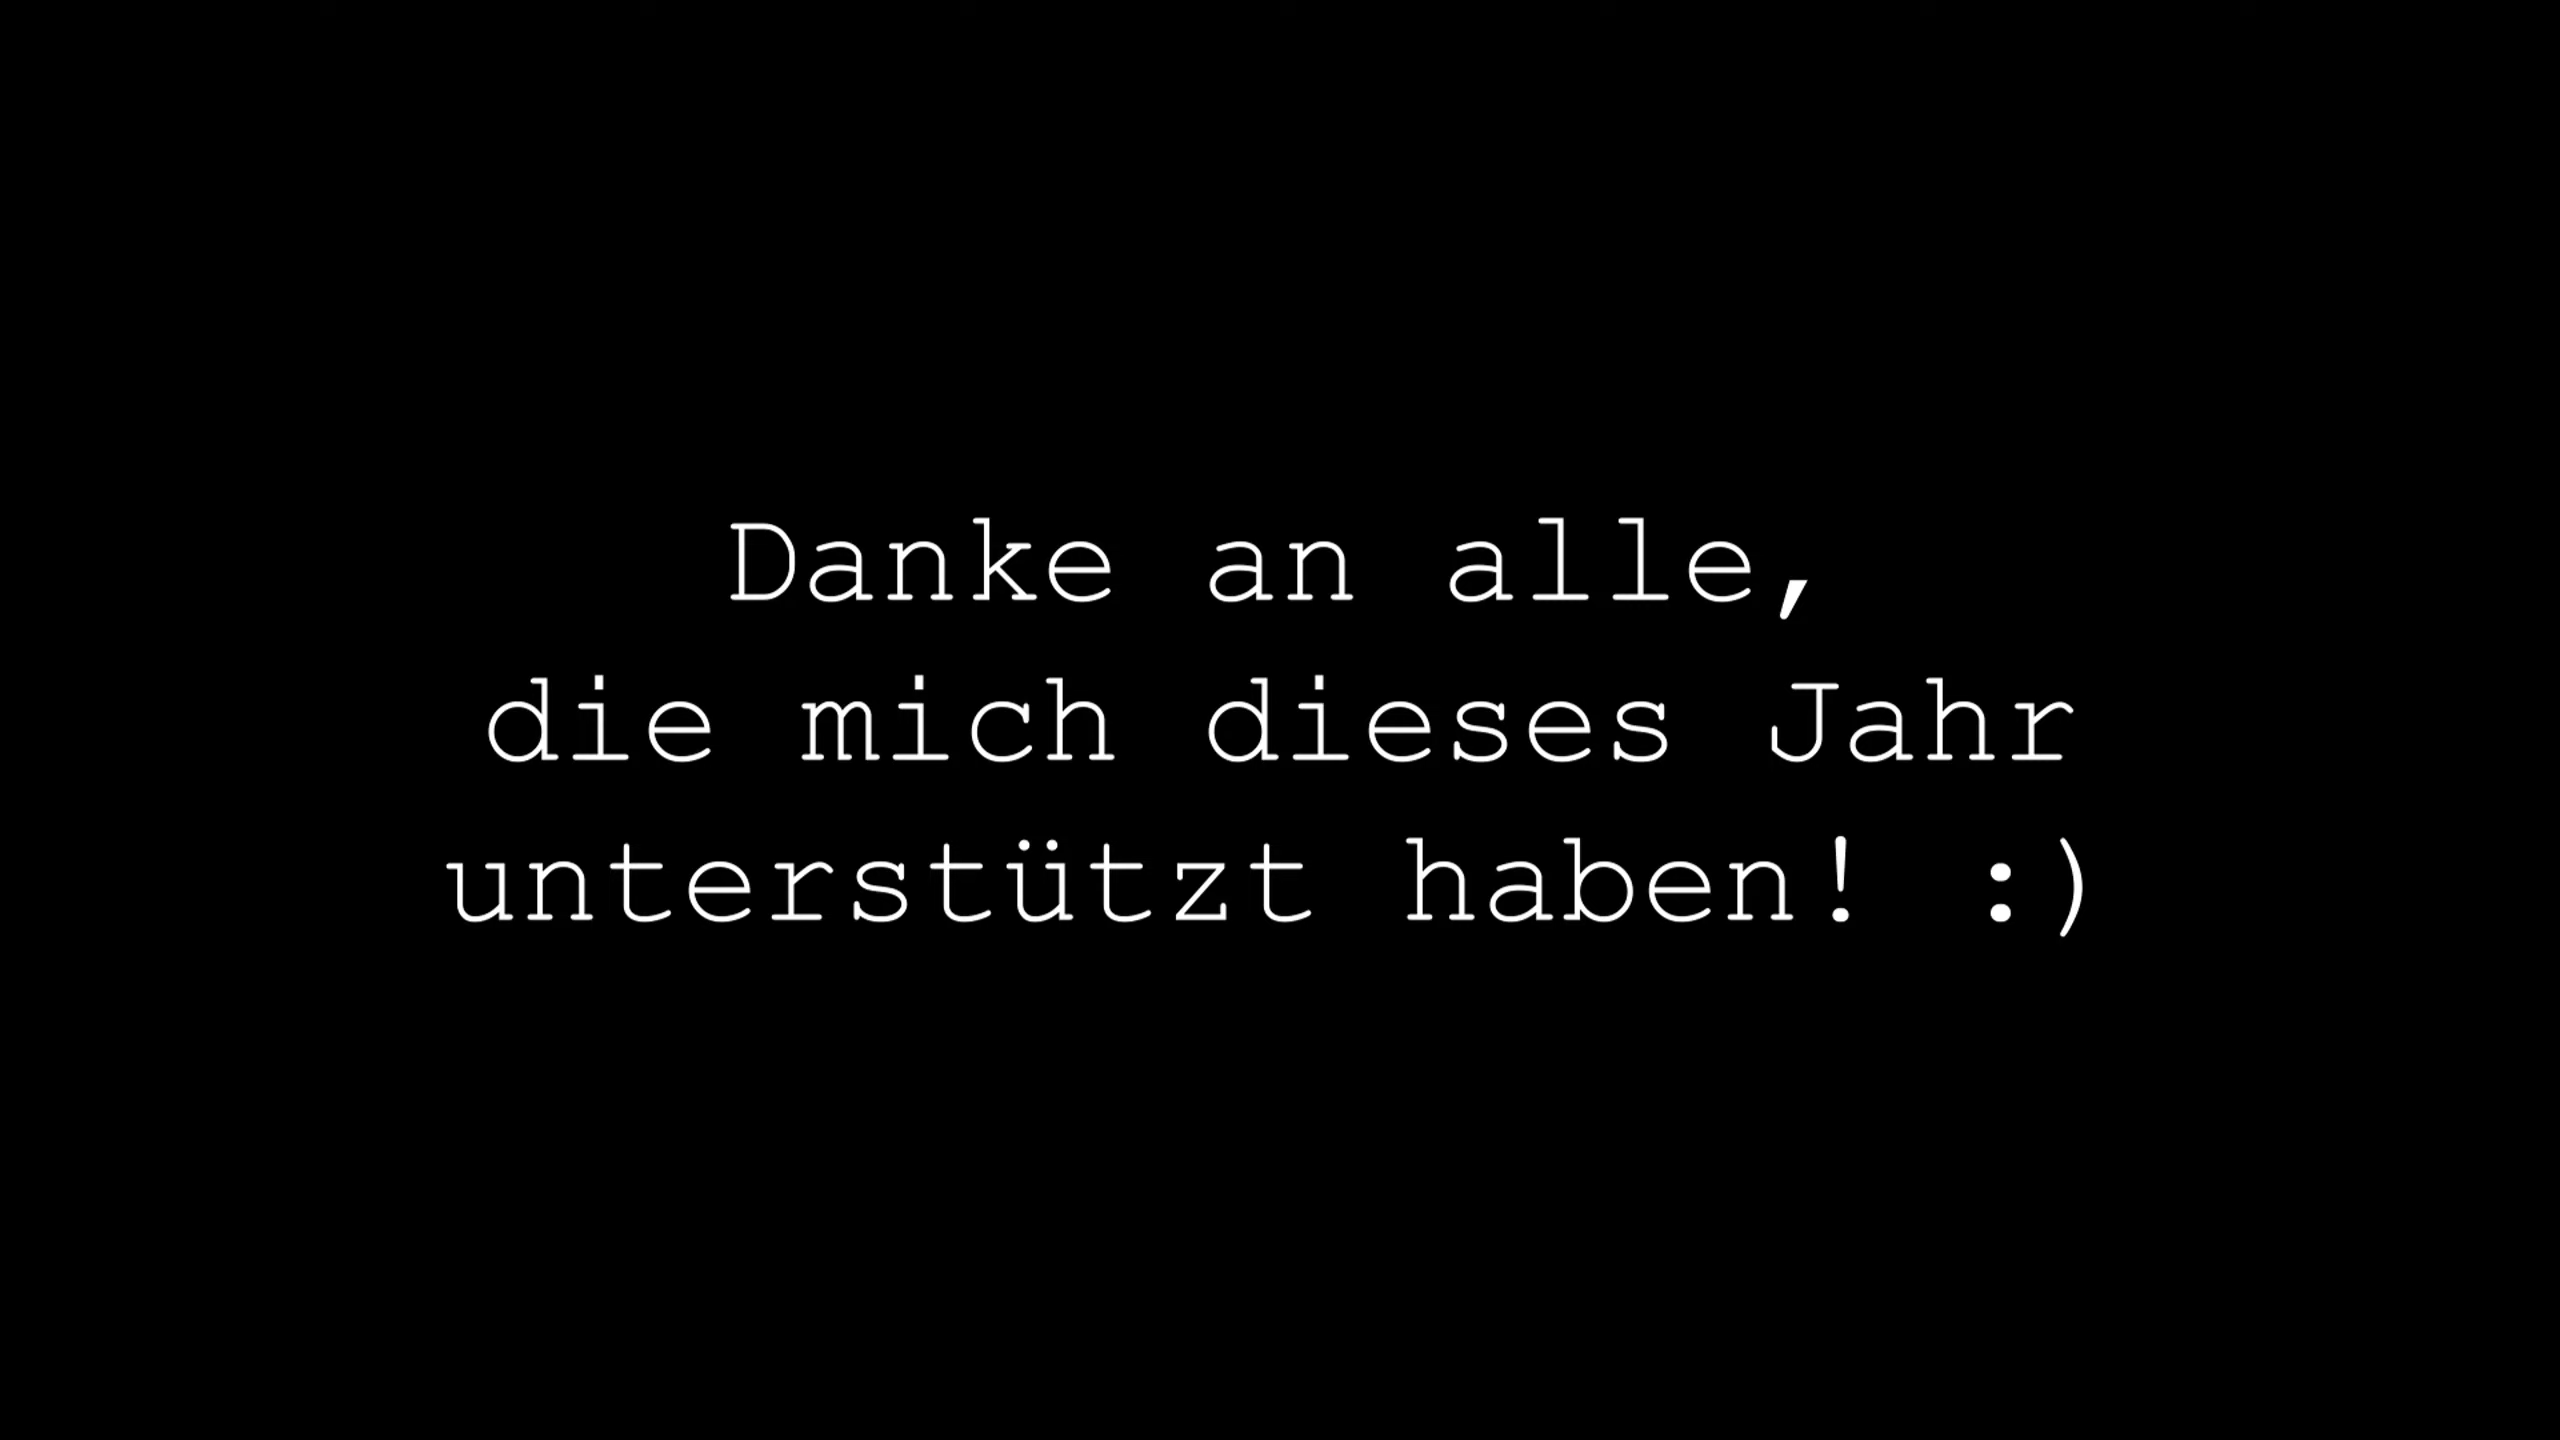 Danke an alle,
die mich dieses Jahr
unterstützt haben! :)